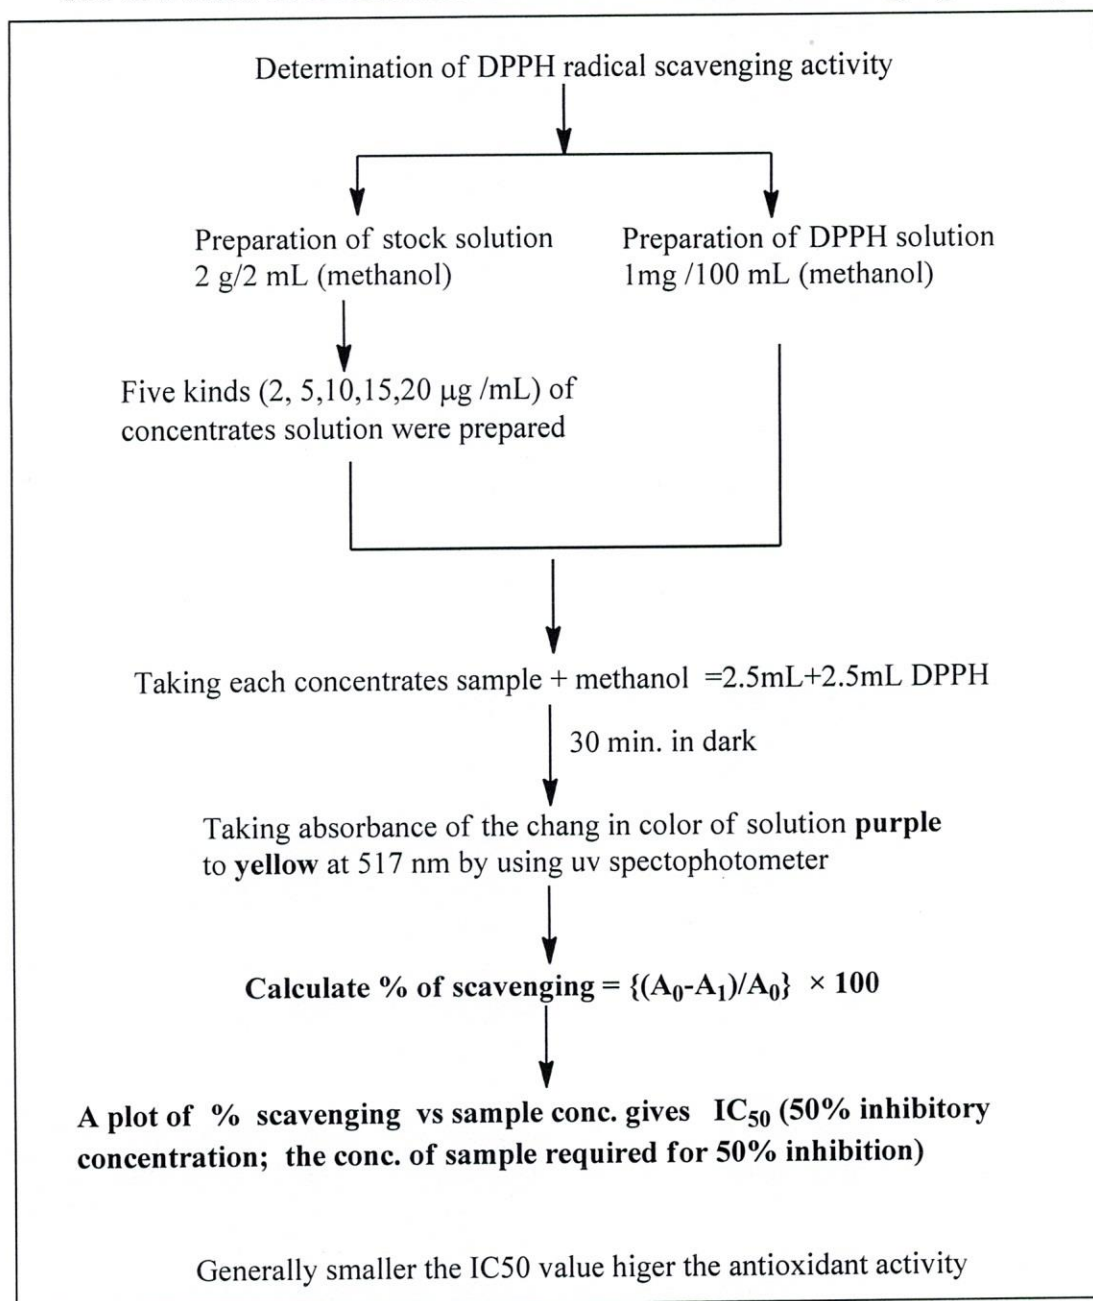 Determination of DPPH radical scavenging activity
Preparation of stock solution
2 g/2 mL (methanol)
Preparation of DPPH solution
1mg /100 mL (methanol)
Five kinds (2, 5,10,15,20 µg /mL) of
concentrates solution were prepared
Taking each concentrates sample + methanol =2.5mL+2.5mL DPPH
30 min. in dark
Taking absorbance of the chang in color of solution purple
to yellow at 517 nm by using uv spectophotometer
Calculate % of scavenging = {(A₀-A₁)/A₀} × 100
A plot of % scavenging vs sample conc. gives IC₅₀ (50% inhibitory
concentration; the conc. of sample required for 50% inhibition)
Generally smaller the IC50 value higer the antioxidant activity